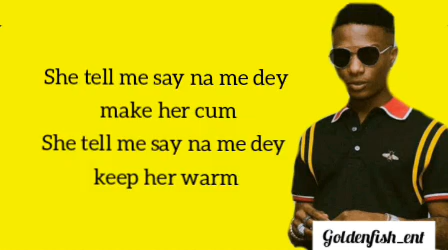 She tell me say na me dey
make her cum
She tell me say na me dey
keep her warm
Goldenfish_ent